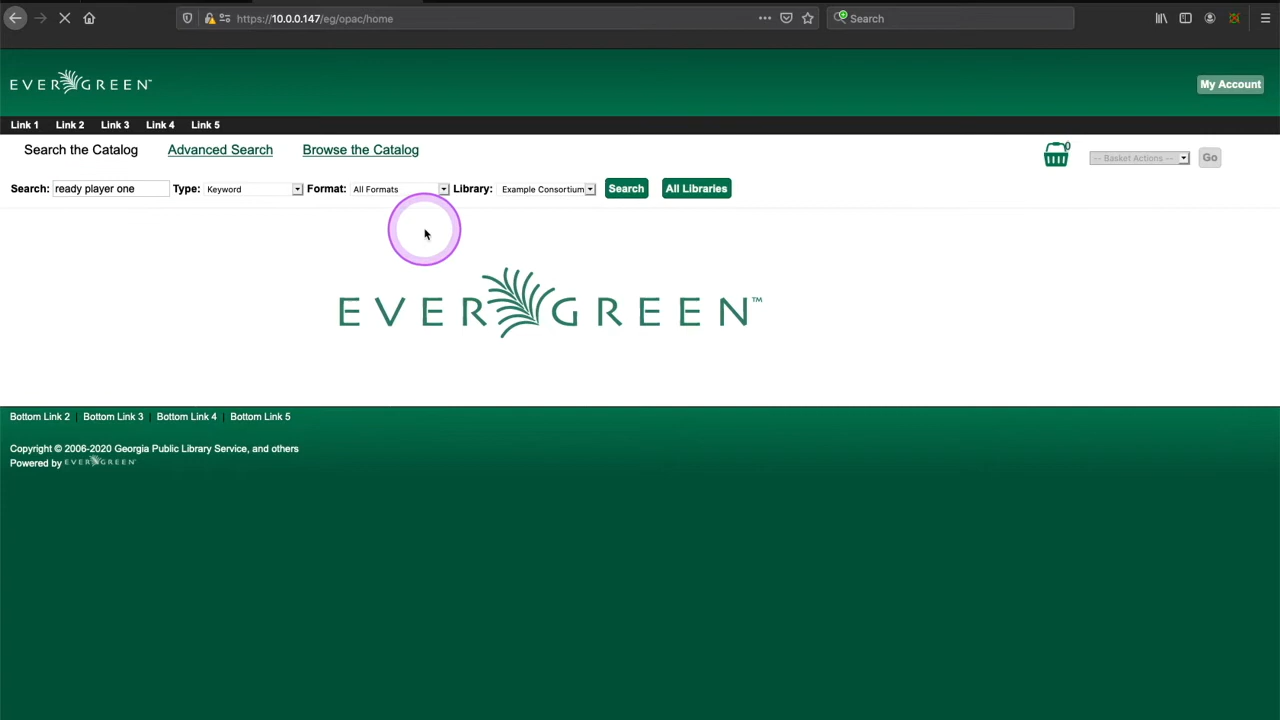 https://10.0.0.147/eg/opac/home
Search
EVERGREEN™
My Account
Link 1 Link 2 Link 3 Link 4 Link 5
Search the Catalog Advanced Search Browse the Catalog
0
-- Basket Actions -- Go
Search: ready player one Type: Keyword Format: All Formats Library: Example Consortium Search All Libraries
EVERGREEN™
Bottom Link 2 | Bottom Link 3 | Bottom Link 4 | Bottom Link 5
Copyright © 2006-2020 Georgia Public Library Service, and others
Powered by EVERGREEN